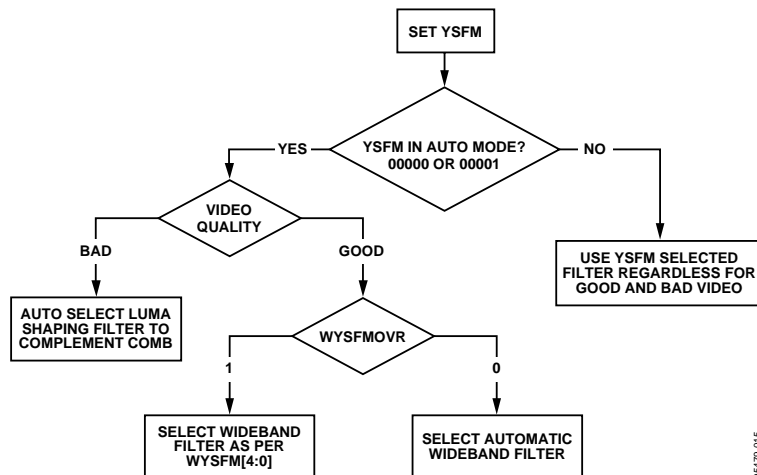 SET YSFM
YSFM IN AUTO MODE?
00000 OR 00001
YES
NO
VIDEO
QUALITY
BAD
GOOD
USE YSFM SELECTED
FILTER REGARDLESS FOR
GOOD AND BAD VIDEO
AUTO SELECT LUMA
SHAPING FILTER TO
COMPLEMENT COMB
WYSFMOVR
1
0
SELECT WIDEBAND
FILTER AS PER
WYSFM[4:0]
SELECT AUTOMATIC
WIDEBAND FILTER